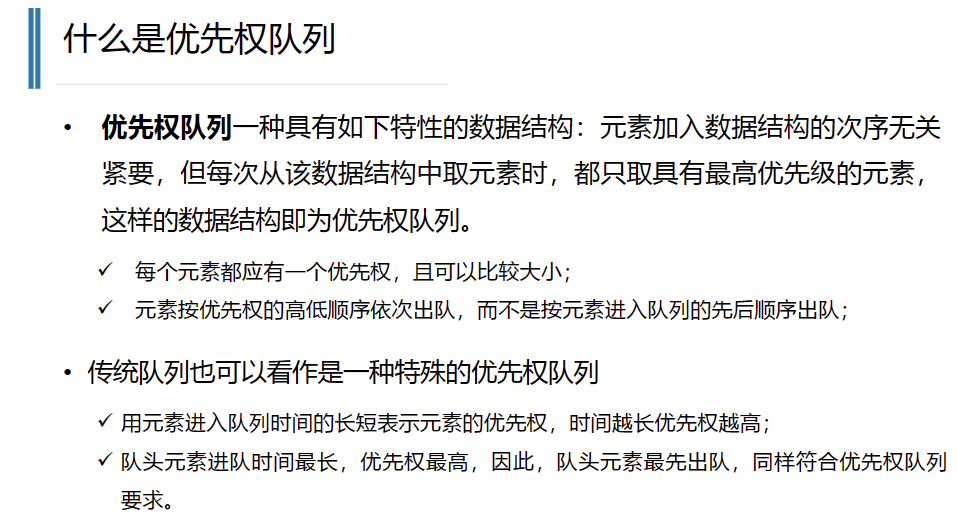 什么是优先权队列
• 优先权队列一种具有如下特性的数据结构：元素加入数据结构的次序无关
紧要，但每次从该数据结构中取元素时，都只取具有最高优先级的元素，
这样的数据结构即为优先权队列。
✓ 每个元素都应有一个优先权，且可以比较大小；
✓ 元素按优先权的高低顺序依次出队，而不是按元素进入队列的先后顺序出队；
• 传统队列也可以看作是一种特殊的优先权队列
✓ 用元素进入队列时间的长短表示元素的优先权，时间越长优先权越高；
✓ 队头元素进队时间最长，优先权最高，因此，队头元素最先出队，同样符合优先权队列
要求。